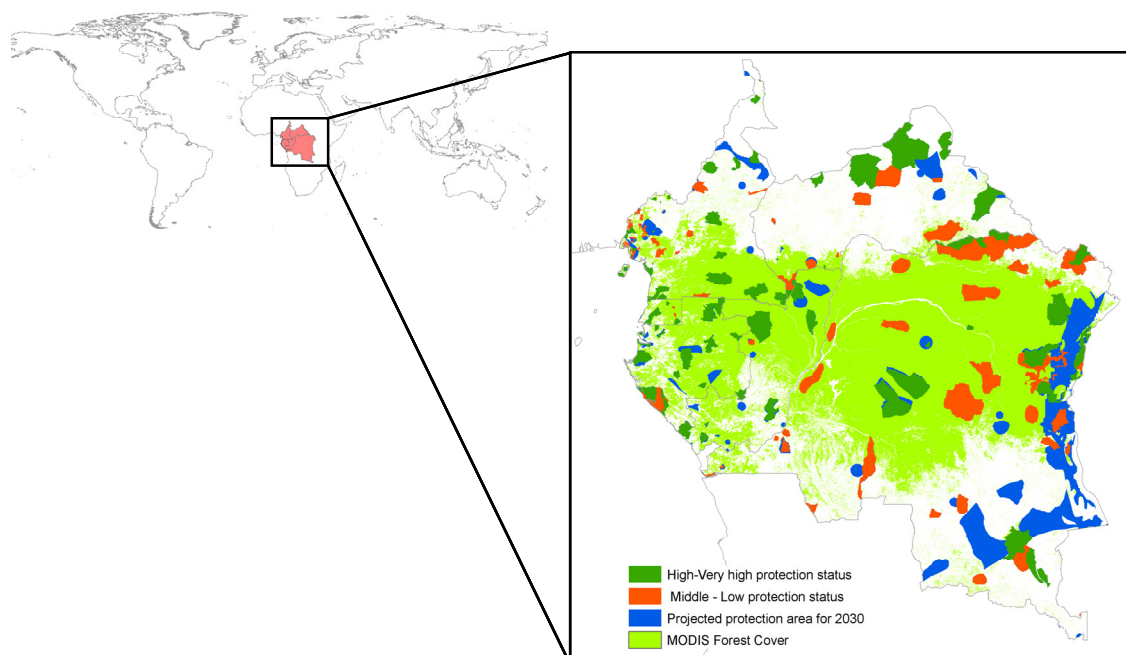 High-Very high protection status
Middle - Low protection status
Projected protection area for 2030
MODIS Forest Cover